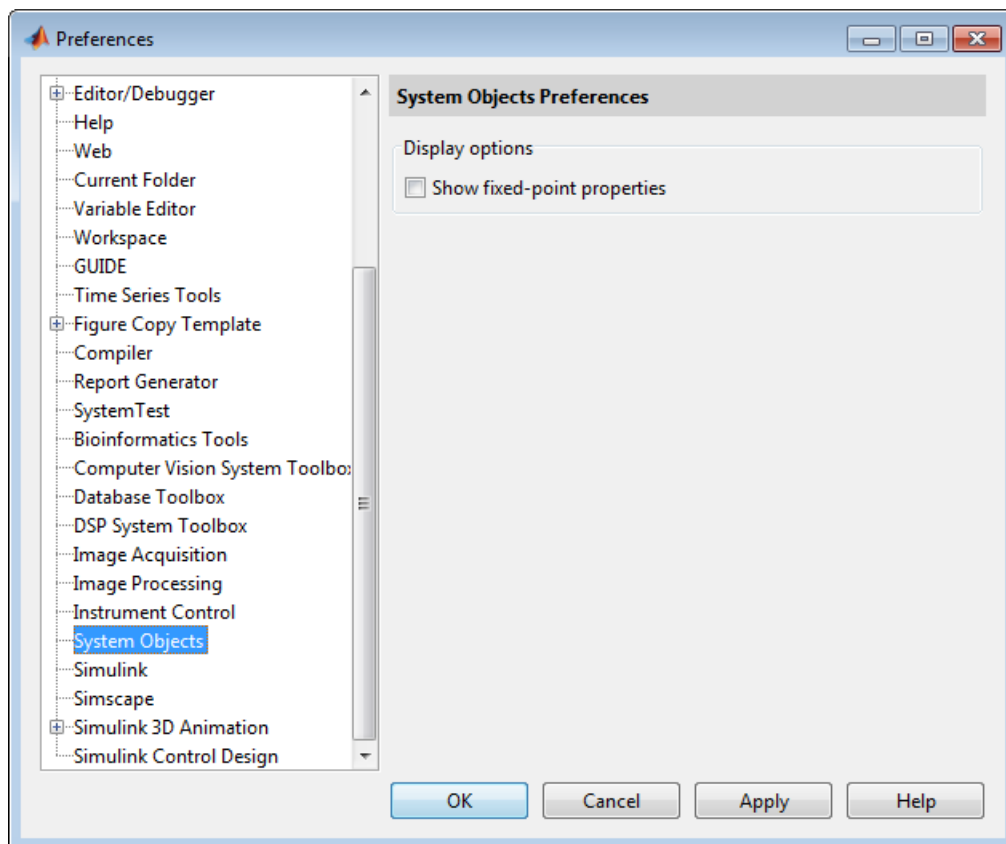 Preferences
Editor/Debugger
Help
Web
Current Folder
Variable Editor
Workspace
GUIDE
Time Series Tools
Figure Copy Template
Compiler
Report Generator
SystemTest
Bioinformatics Tools
Computer Vision System Toolbox
Database Toolbox
DSP System Toolbox
Image Acquisition
Image Processing
Instrument Control
System Objects
Simulink
Simscape
Simulink 3D Animation
Simulink Control Design
System Objects Preferences
Display options
Show fixed-point properties
OK Cancel Apply Help